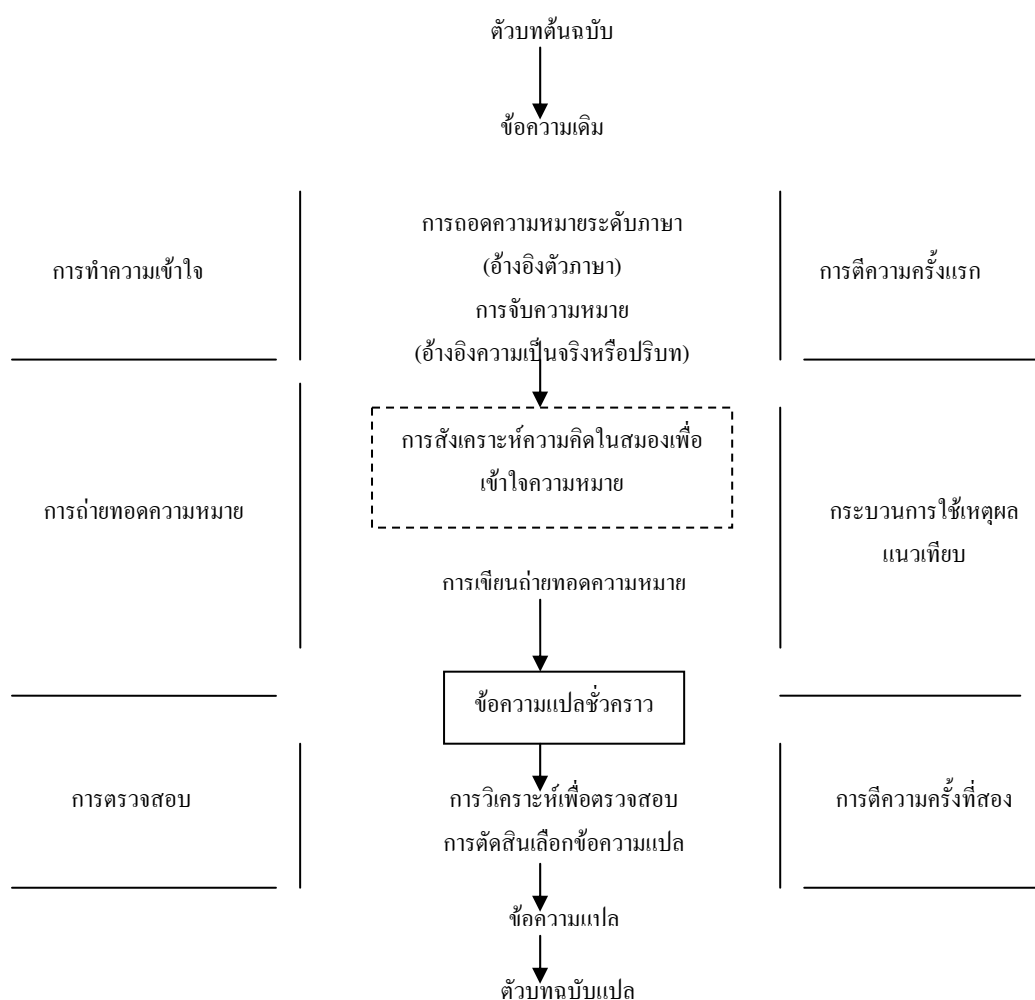 ตัวบทต้นฉบับ
ข้อความเดิม
การถอดความหมายระดับภาษา
(อ้างอิงตัวภาษา)
การทำความเข้าใจ
การตีความครั้งแรก
การจับความหมาย
(อ้างอิงความเป็นจริงหรือปริบท)
การสังเคราะห์ความคิดในสมองเพื่อ
เข้าใจความหมาย
การถ่ายทอดความหมาย
กระบวนการใช้เหตุผล
แนวเทียบ
การเขียนถ่ายทอดความหมาย
ข้อความแปลชั่วคราว
การตรวจสอบ
การวิเคราะห์เพื่อตรวจสอบ
การตีความครั้งที่สอง
การตัดสินเลือกข้อความแปล
ข้อความแปล
ตัวบทฉบับแปล